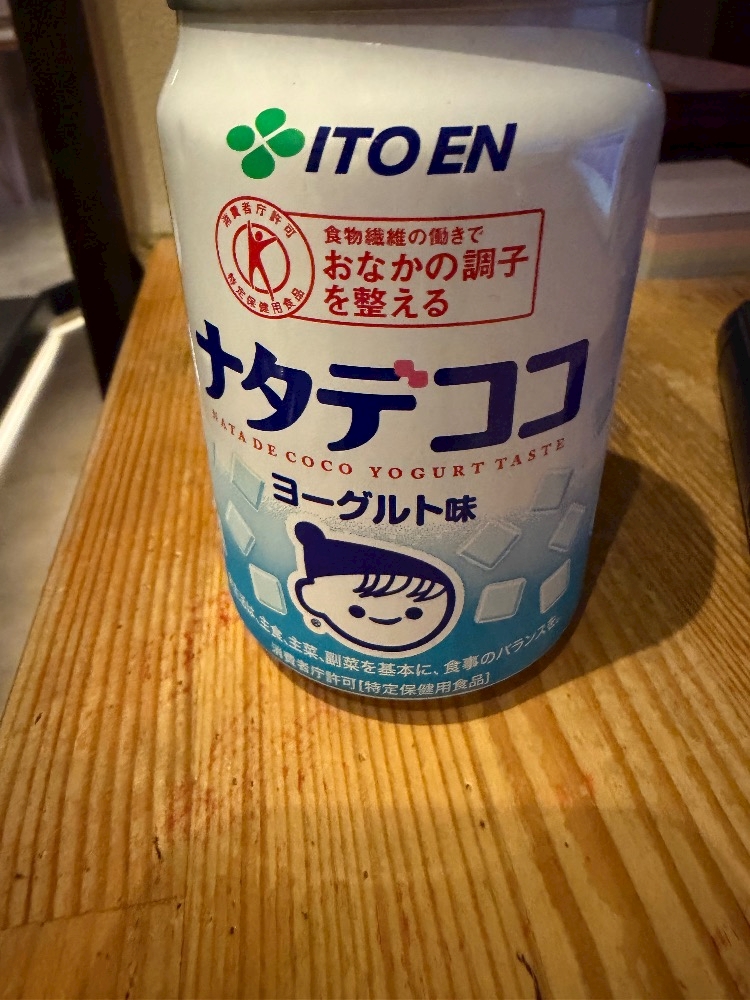 ITO EN
消費者庁許可
特定保健用食品
食物繊維の働きで
おなかの調子
を整える
ナタデココ
NATA DE COCO YOGURT TASTE
ヨーグルト味
は、主食、主菜、副菜を基本に、食事のバランスを。
消費者庁許可[特定保健用食品]